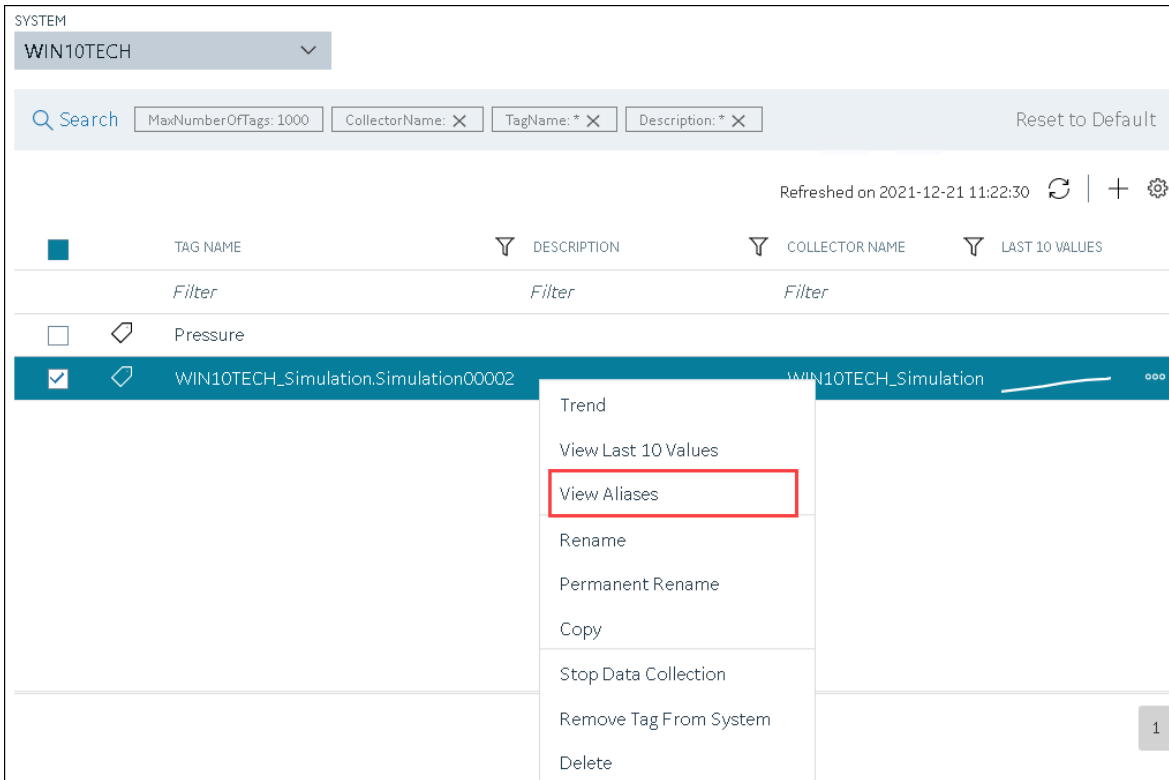 SYSTEM
WIN10TECH
Search MaxNumberOfTags: 1000 CollectorName: TagName: * Description: * Reset to Default
Refreshed on 2021-12-21 11:22:30
TAG NAME DESCRIPTION COLLECTOR NAME LAST 10 VALUES
Filter Filter Filter
Pressure
WIN10TECH_Simulation.Simulation00002 WIN10TECH_Simulation
Trend
View Last 10 Values
View Aliases
Rename
Permanent Rename
Copy
Stop Data Collection
Remove Tag From System
1
Delete